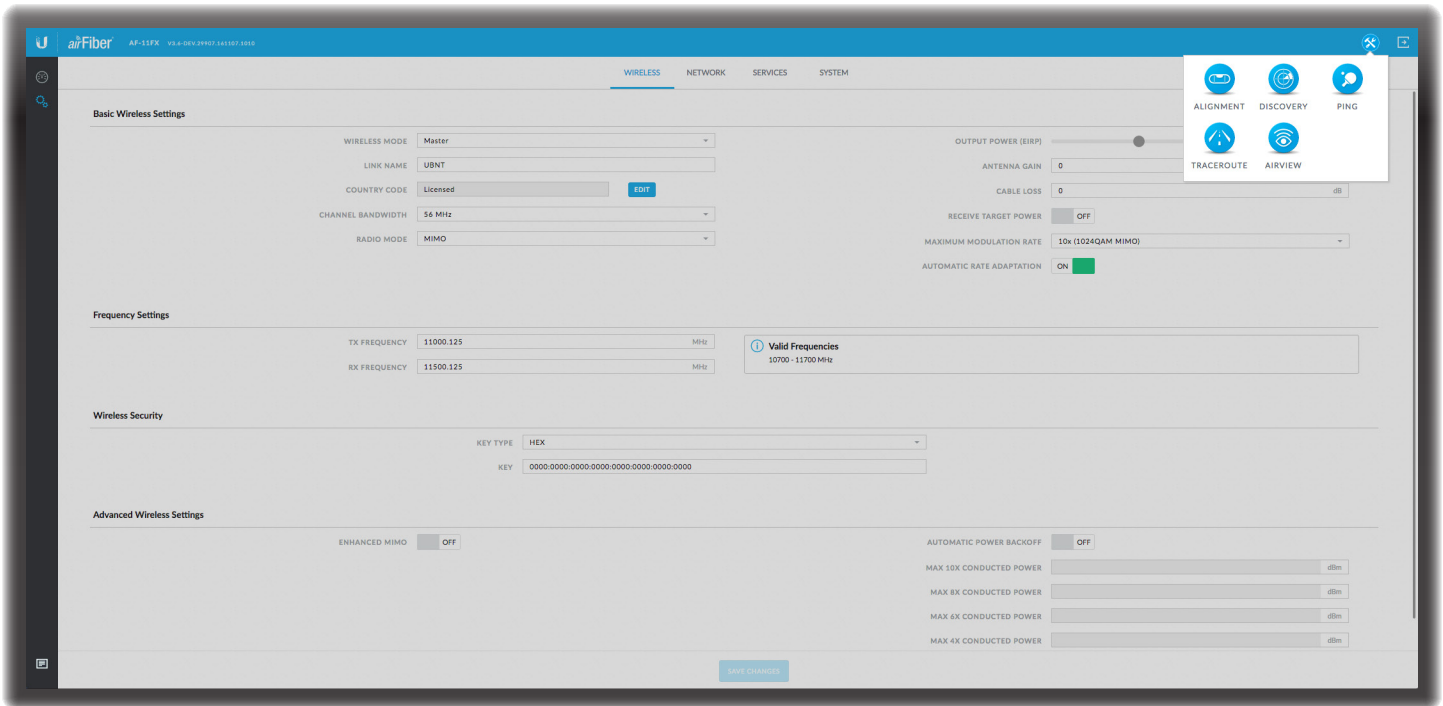 airFiber AF-11FX V3.6-DEV.29907.161107.1010
WIRELESS NETWORK SERVICES SYSTEM
ALIGNMENT DISCOVERY PING
TRACEROUTE AIRVIEW
Basic Wireless Settings
WIRELESS MODE Master
LINK NAME UBNT
COUNTRY CODE Licensed EDIT
CHANNEL BANDWIDTH 56 MHz
RADIO MODE MIMO
OUTPUT POWER (EIRP)
ANTENNA GAIN 0
CABLE LOSS 0 dB
RECEIVE TARGET POWER OFF
MAXIMUM MODULATION RATE 10x (1024QAM MIMO)
AUTOMATIC RATE ADAPTATION ON
Frequency Settings
TX FREQUENCY 11000.125 MHz
RX FREQUENCY 11500.125 MHz
Valid Frequencies
10700 - 11700 MHz
Wireless Security
KEY TYPE HEX
KEY 0000:0000:0000:0000:0000:0000:0000:0000
Advanced Wireless Settings
ENHANCED MIMO OFF
AUTOMATIC POWER BACKOFF OFF
MAX 10X CONDUCTED POWER dBm
MAX 8X CONDUCTED POWER dBm
MAX 6X CONDUCTED POWER dBm
MAX 4X CONDUCTED POWER dBm
SAVE CHANGES